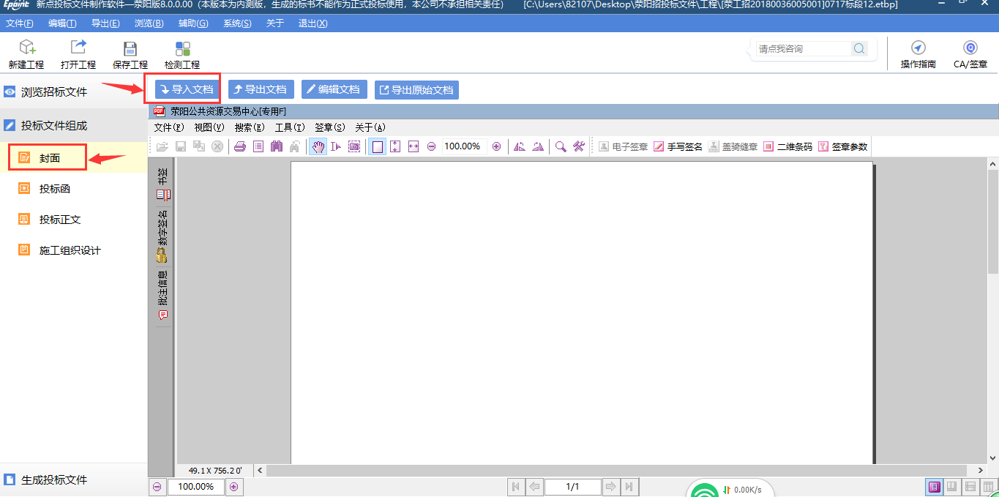 Epoint 新点投标文件制作软件—荥阳版8.0.0.00（本版本为内测版，生成的标书不能作为正式投标使用，本公司不承担相关责任） [C:\Users\82107\Desktop\荥阳招投标文件\工程\[荥工招20180036005001]0717标段12.etbp]
文件(F) 编辑(T) 导出(E) 浏览(B) 辅助(G) 系统(S) 关于 退出(X)
新建工程 打开工程 保存工程 检测工程 请点我咨询 操作指南 CA/签章
浏览招标文件
导入文档 导出文档 编辑文档 导出原始文档
PDF 荥阳公共资源交易中心[专用F]
投标文件组成
文件(F) 视图(V) 搜索(E) 工具(I) 签章(S) 关于(A)
100.00% 电子签章 手写签名 盖骑缝章 二维条码 签章参数
封面
投标函
投标正文
施工组织设计
书签
数字签名
批注信息
49.1 X 756.2 0'
生成投标文件
100.00% 1/1 0.00K/s